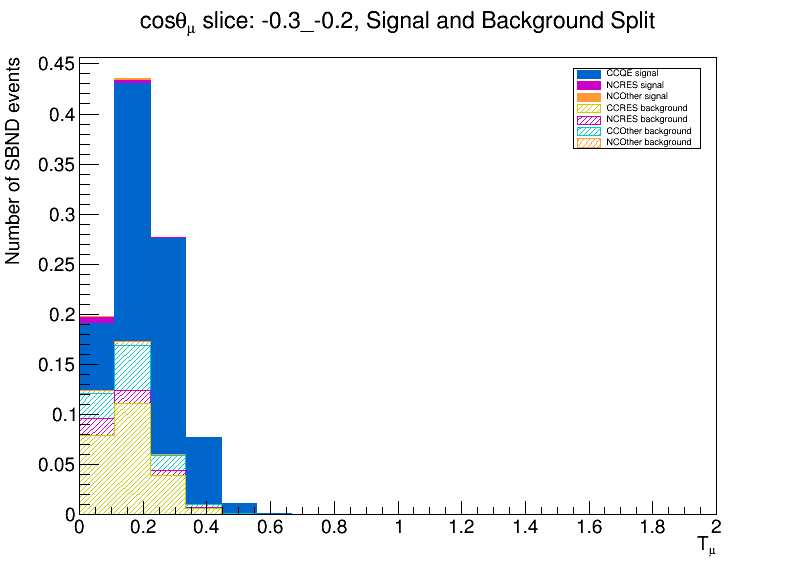 cosθμ slice: -0.3_-0.2, Signal and Background Split
Number of SBND events
0.45
0.4
0.35
0.3
0.25
0.2
0.15
0.1
0.05
0
CCQE signal
NCRES signal
NCOther signal
CCRES background
NCRES background
CCOther background
NCOther background
0 0.2 0.4 0.6 0.8 1 1.2 1.4 1.6 1.8 2
Tμ